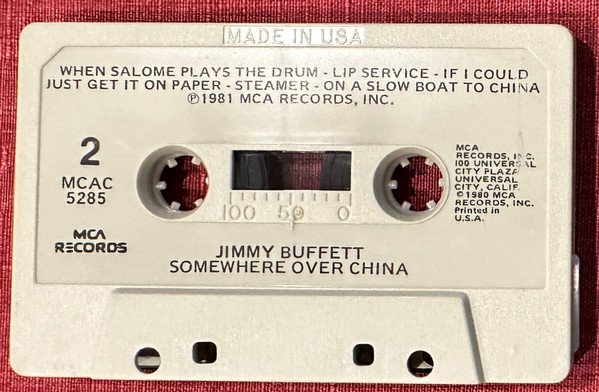 MADE IN USA
WHEN SALOME PLAYS THE DRUM - LIP SERVICE - IF I COULD
JUST GET IT ON PAPER - STEAMER - ON A SLOW BOAT TO CHINA
℗1981 MCA RECORDS, INC.
2
MCAC
5285
MCA
RECORDS
100 50 0
MCA
RECORDS, INC.
100 UNIVERSAL
CITY PLAZA
UNIVERSAL
CITY, CALIF.
©1980 MCA
RECORDS, INC.
Printed in
U.S.A.
JIMMY BUFFETT
SOMEWHERE OVER CHINA